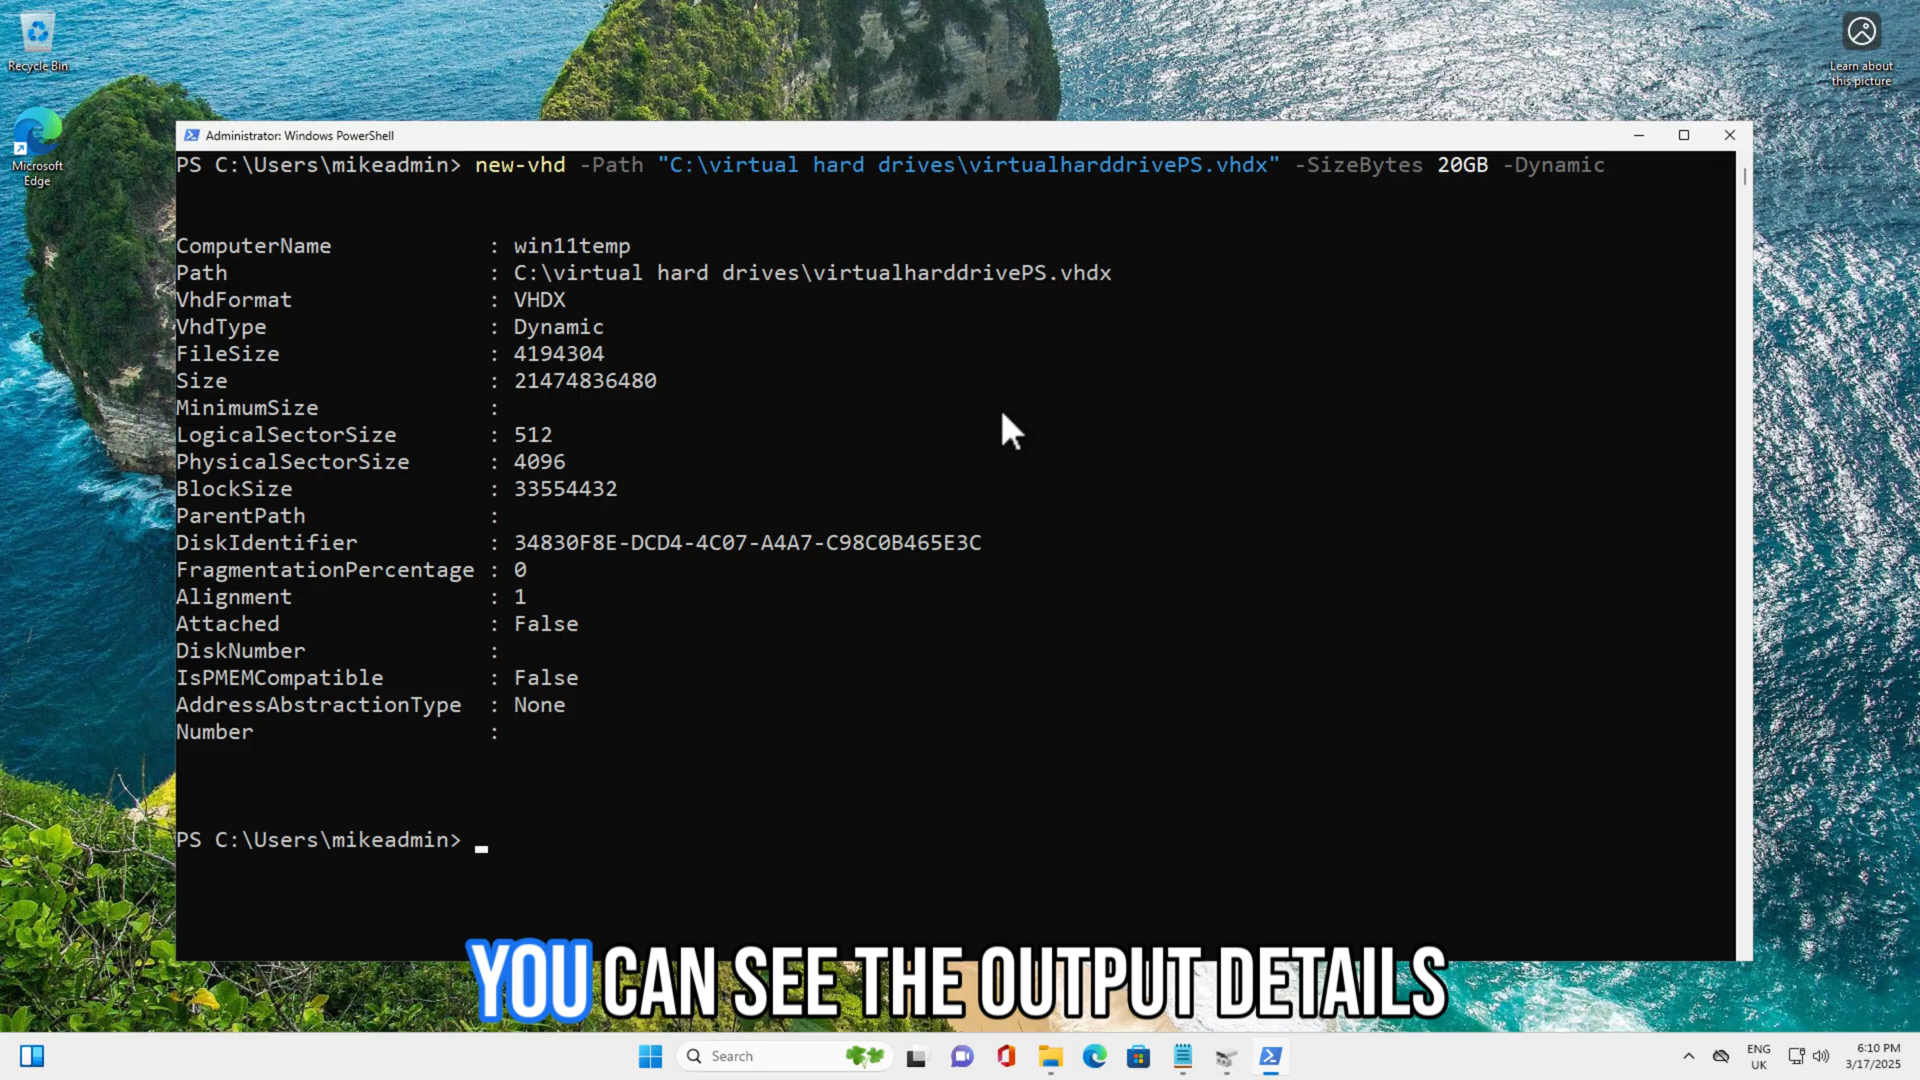 Recycle Bin
Learn about
this picture
Microsoft
Edge
Administrator: Windows PowerShell
PS C:\Users\mikeadmin> new-vhd -Path "C:\virtual hard drives\virtualharddrivePS.vhdx" -SizeBytes 20GB -Dynamic
ComputerName : win11temp
Path : C:\virtual hard drives\virtualharddrivePS.vhdx
VhdFormat : VHDX
VhdType : Dynamic
FileSize : 4194304
Size : 21474836480
MinimumSize :
LogicalSectorSize : 512
PhysicalSectorSize : 4096
BlockSize : 33554432
ParentPath :
DiskIdentifier : 34830F8E-DCD4-4C07-A4A7-C98C0B465E3C
FragmentationPercentage : 0
Alignment : 1
Attached : False
DiskNumber :
IsPMEMCompatible : False
AddressAbstractionType : None
Number :
PS C:\Users\mikeadmin>
YOU CAN SEE THE OUTPUT DETAILS
Search
ENG
UK
6:10 PM
3/17/2025